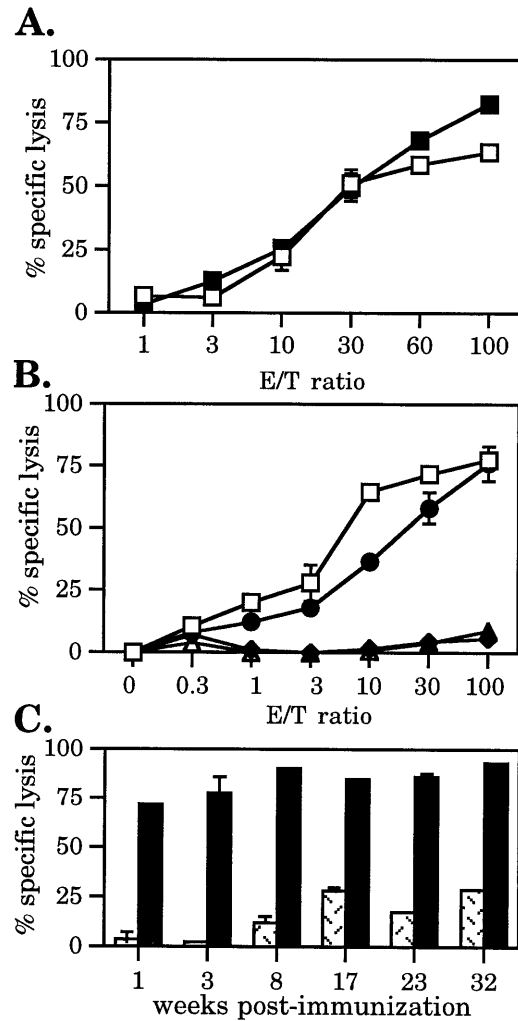 A.
100
75
50
25
0
% specific lysis
1 3 10 30 60 100
E/T ratio
B.
100
75
50
25
0
% specific lysis
0 0.3 1 3 10 30 100
E/T ratio
C.
100
75
50
25
0
% specific lysis
1 3 8 17 23 32
weeks post-immunization